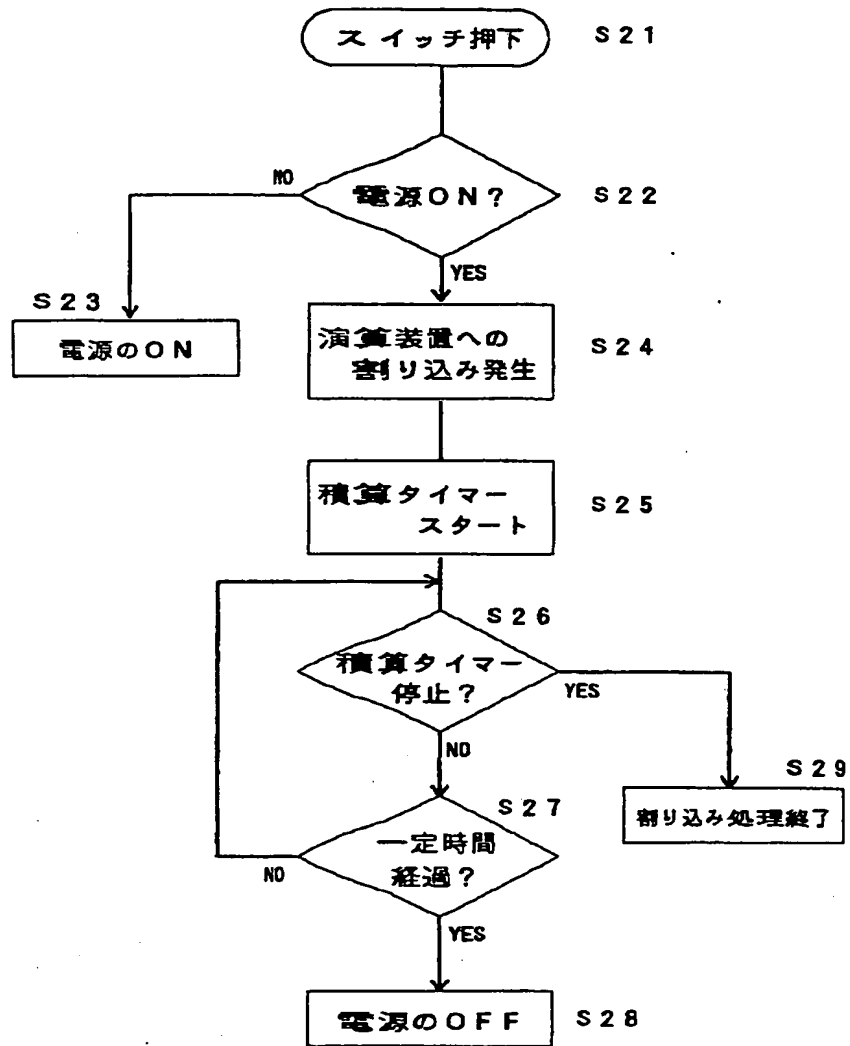 スイッチ押下 S21
電源ON? S22
NO
YES
S23
電源のON
演算装置への
割り込み発生
S24
積算タイマー
スタート
S25
S26
積算タイマー
停止?
YES
NO
S29
割り込み処理終了
S27
一定時間
経過?
NO
YES
電源のOFF S28